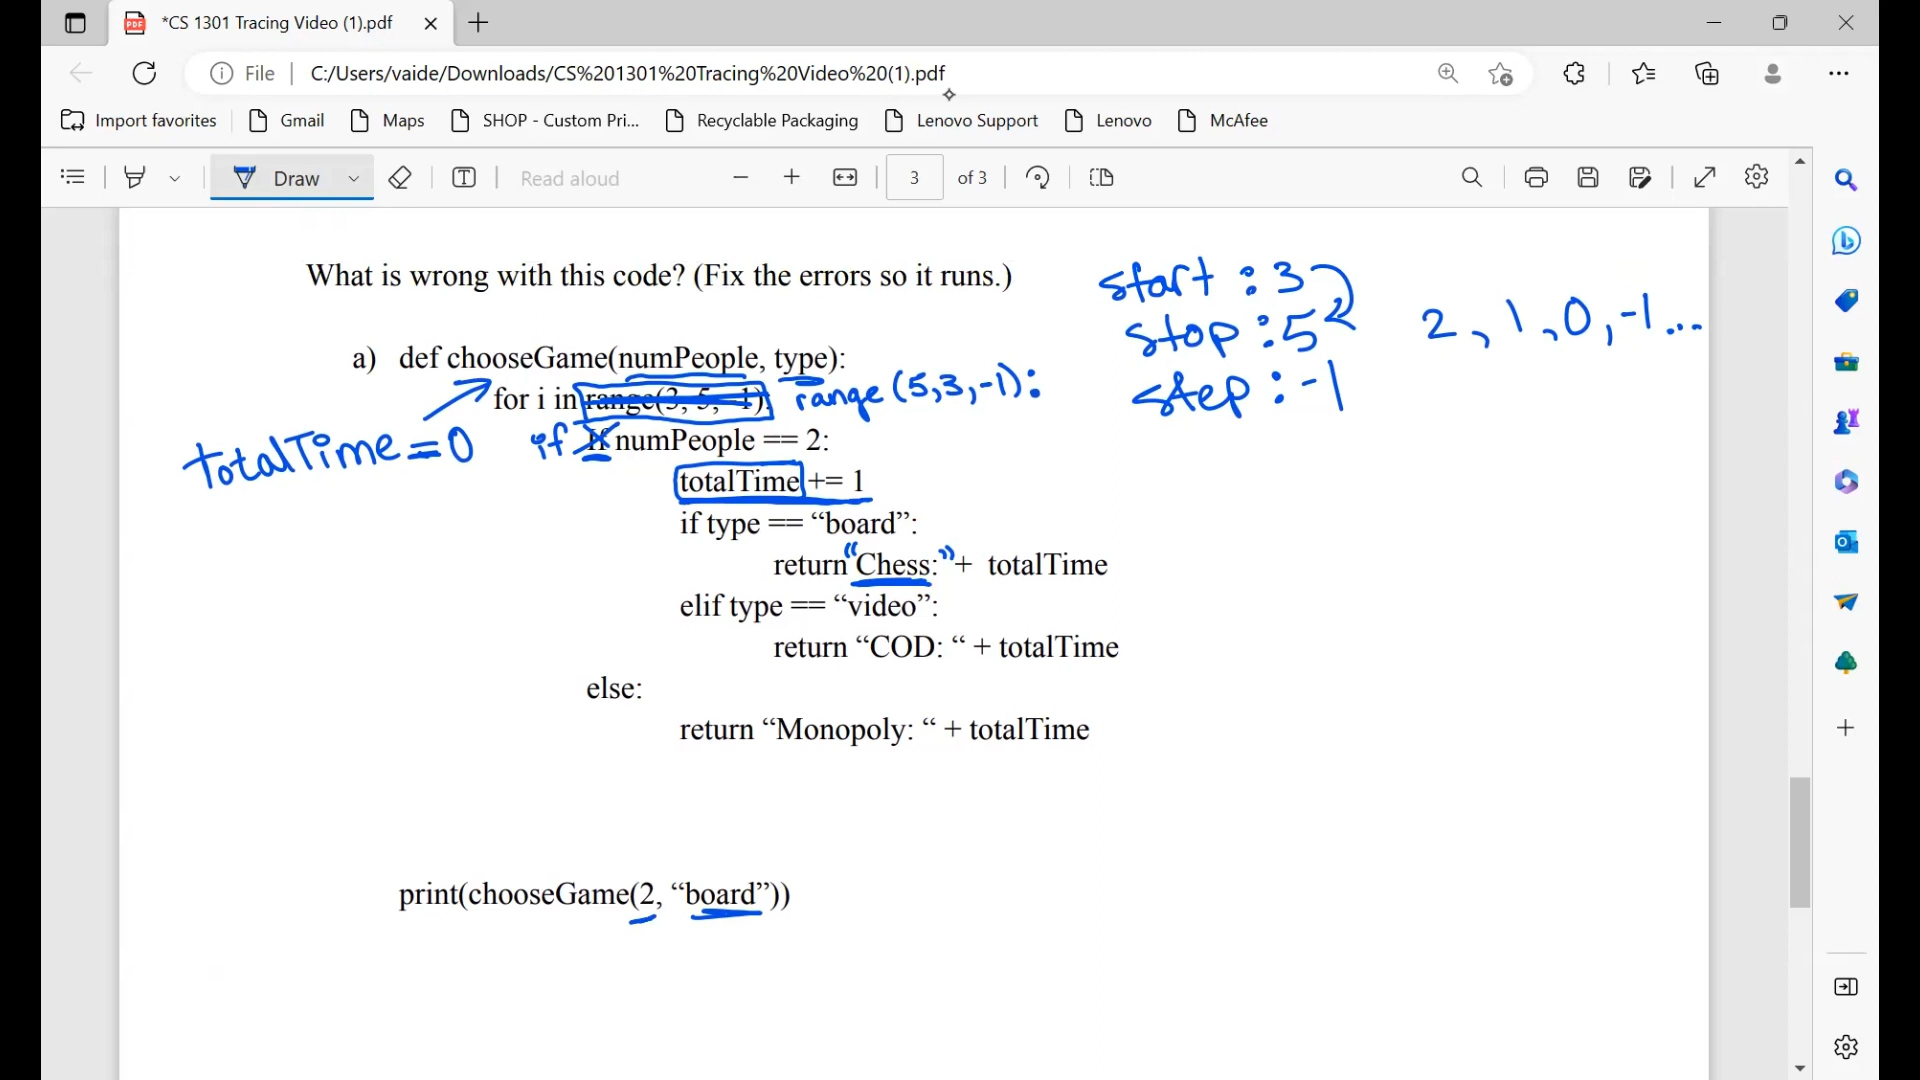 *CS 1301 Tracing Video (1).pdf
File C:/Users/vaide/Downloads/CS%201301%20Tracing%20Video%20(1).pdf
Import favorites Gmail Maps SHOP - Custom Pri... Recyclable Packaging Lenovo Support Lenovo McAfee
Draw Read aloud 3 of 3
What is wrong with this code? (Fix the errors so it runs.)
start : 3
stop : 5 2, 1, 0, -1...
step : -1
a) def chooseGame(numPeople, type):
for i in range(3, 5, -1): range (5,3,-1):
totalTime = 0 if If numPeople == 2:
totalTime += 1
if type == “board”:
return “Chess:” + totalTime
elif type == “video”:
return “COD: “ + totalTime
else:
return “Monopoly: “ + totalTime
print(chooseGame(2, “board”))